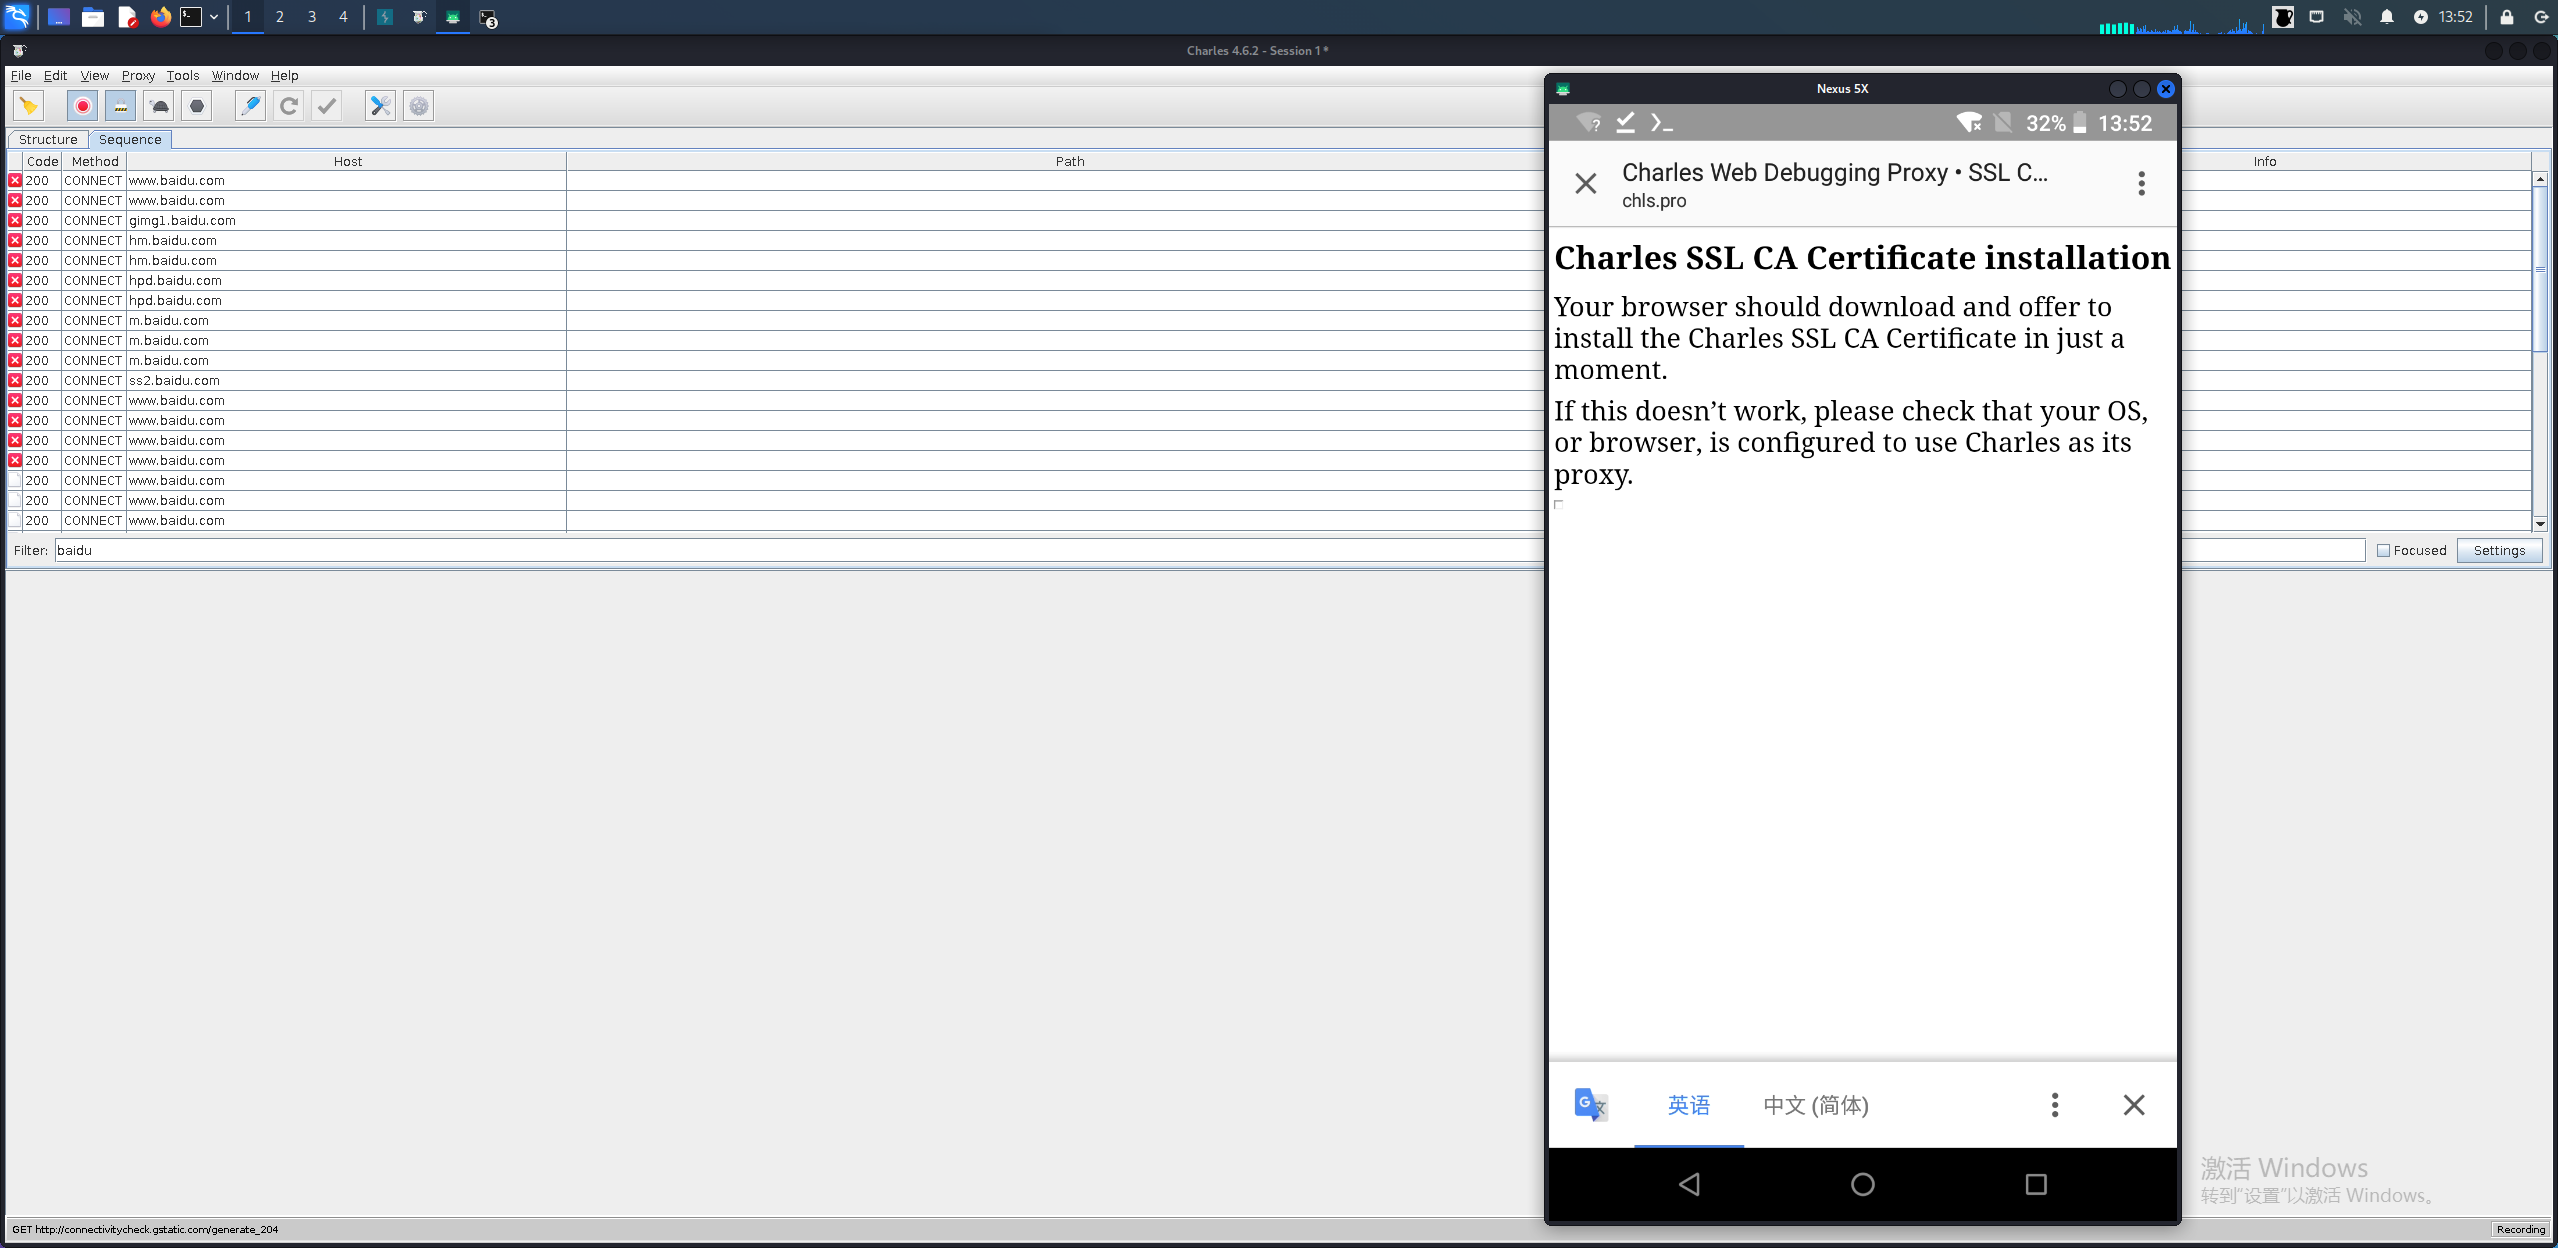 1 2 3 4
3
13:52
Charles 4.6.2 - Session 1 *
File Edit View Proxy Tools Window Help
Structure Sequence
Code Method Host Path Info
200 CONNECT www.baidu.com
200 CONNECT www.baidu.com
200 CONNECT gimg1.baidu.com
200 CONNECT hm.baidu.com
200 CONNECT hm.baidu.com
200 CONNECT hpd.baidu.com
200 CONNECT hpd.baidu.com
200 CONNECT m.baidu.com
200 CONNECT m.baidu.com
200 CONNECT m.baidu.com
200 CONNECT ss2.baidu.com
200 CONNECT www.baidu.com
200 CONNECT www.baidu.com
200 CONNECT www.baidu.com
200 CONNECT www.baidu.com
200 CONNECT www.baidu.com
200 CONNECT www.baidu.com
200 CONNECT www.baidu.com
Filter: baidu
Focused Settings
Nexus 5X
32% 13:52
Charles Web Debugging Proxy • SSL C...
chls.pro
Charles SSL CA Certificate installation
Your browser should download and offer to
install the Charles SSL CA Certificate in just a
moment.
If this doesn’t work, please check that your OS,
or browser, is configured to use Charles as its
proxy.
英语 中文 (简体)
激活 Windows
转到“设置”以激活 Windows。
GET http://connectivitycheck.gstatic.com/generate_204
Recording